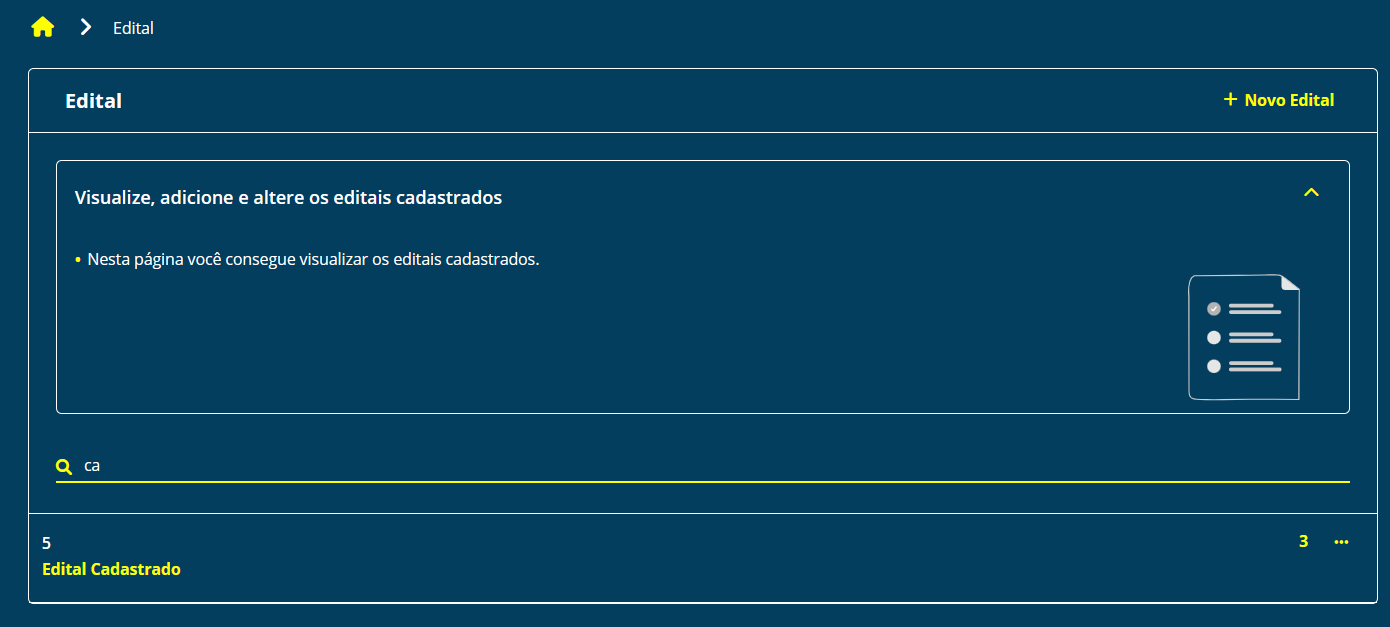 Edital
Edital
+ Novo Edital
Visualize, adicione e altere os editais cadastrados
• Nesta página você consegue visualizar os editais cadastrados.
ca
5
3 •••
Edital Cadastrado